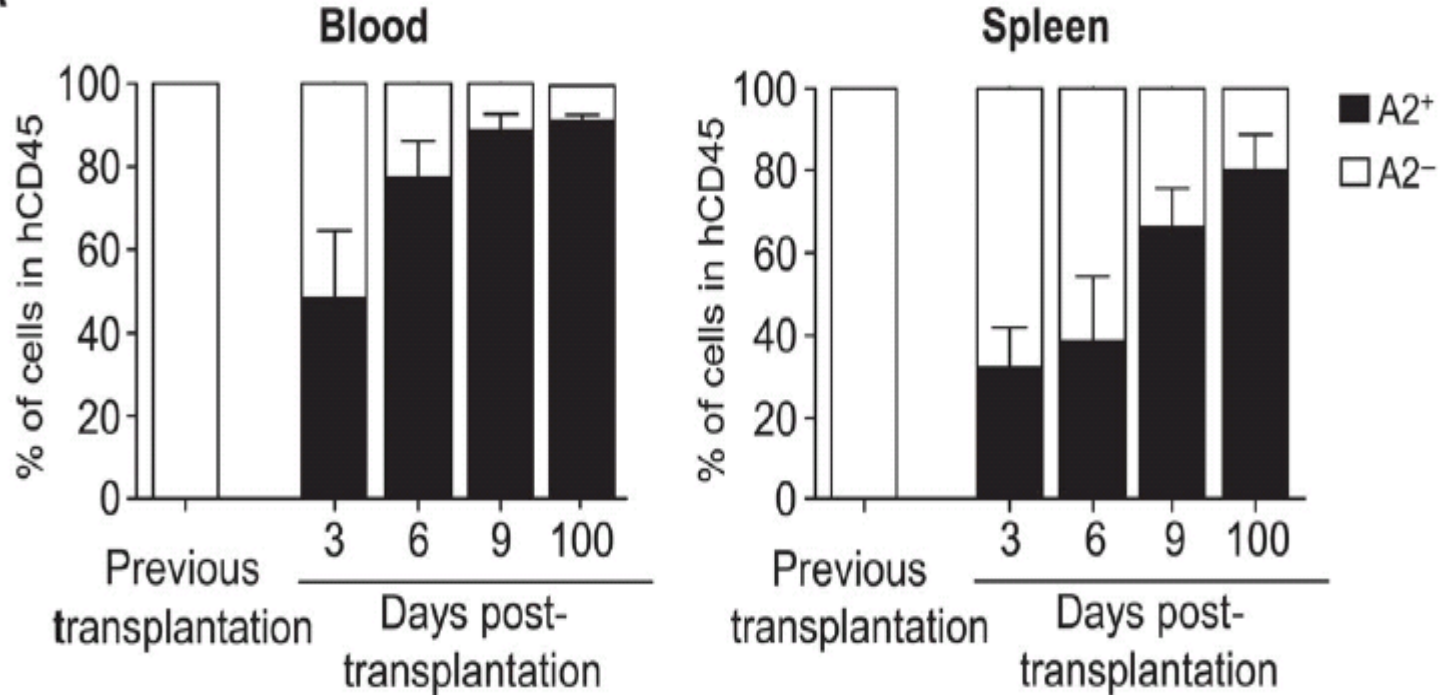 Blood
100
80
60
40
20
0
% of cells in hCD45
3 6 9 100
Previous
transplantation
Days post-
transplantation
Spleen
100
80
60
40
20
0
% of cells in hCD45
3 6 9 100
Previous
transplantation
Days post-
transplantation
A2⁺
A2⁻